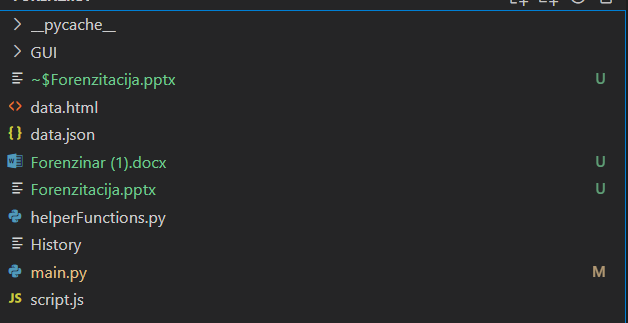 __pycache__
GUI
~$Forenzitacija.pptx U
data.html
{} data.json
Forenzinar (1).docx U
Forenzitacija.pptx U
helperFunctions.py
History
main.py M
JS script.js